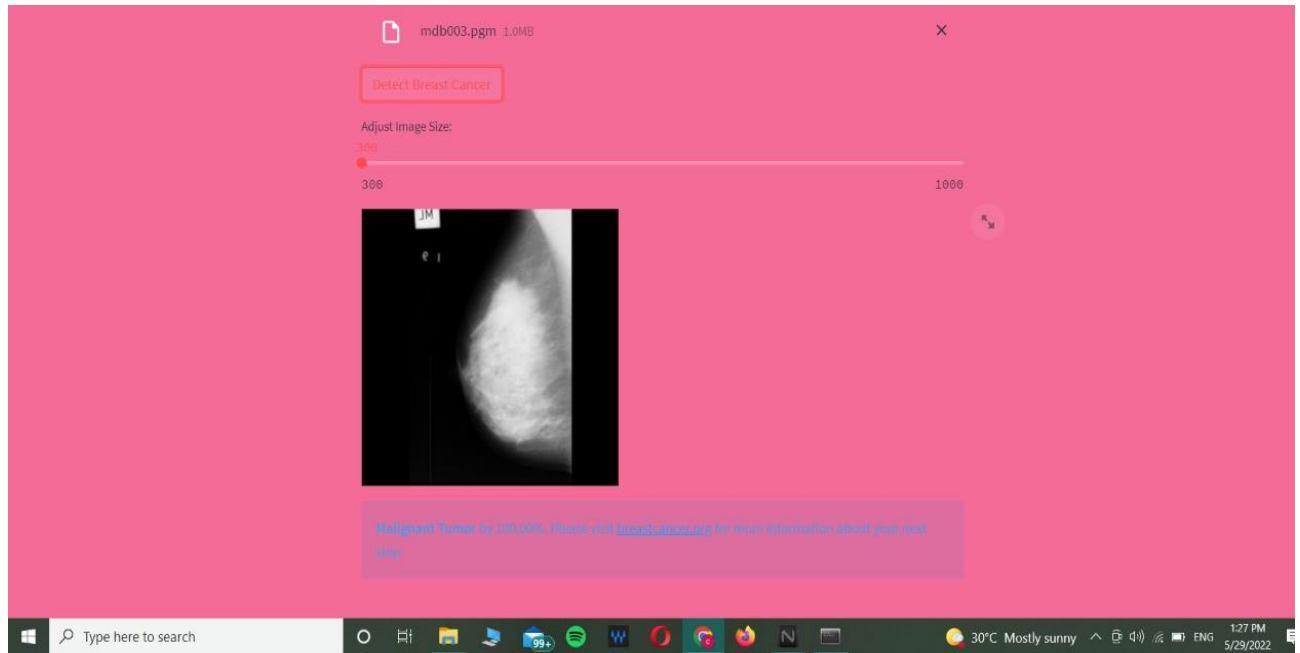 mdb003.pgm 1.0MB
Detect Breast Cancer
Adjust Image Size:
300
300 1000
JM
Malignant Tumor by 100.00%. Please visit breastcancer.org for more information about your next
step
Type here to search
99+
30°C Mostly sunny
ENG
1:27 PM
5/29/2022